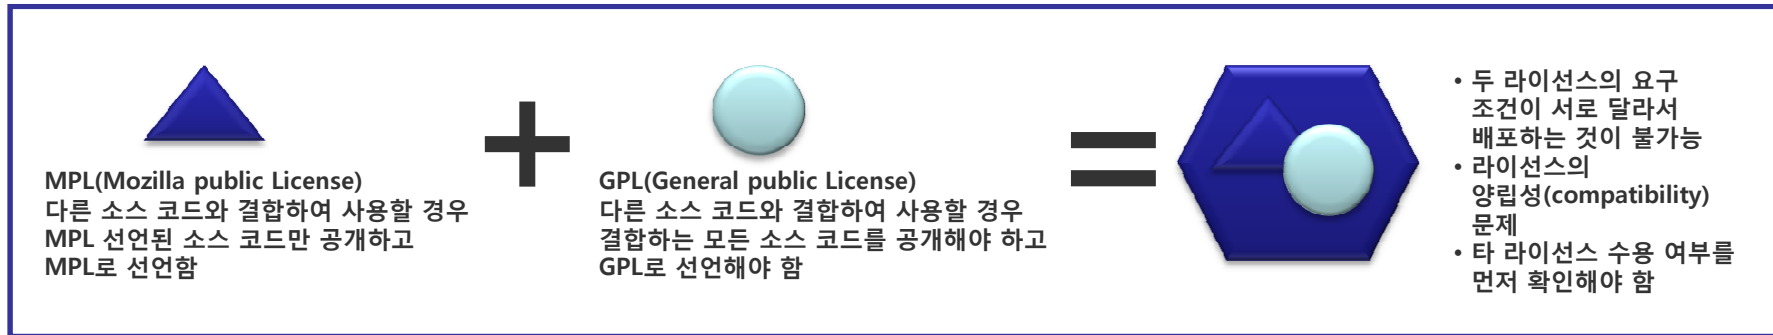 MPL(Mozilla public License)
다른 소스 코드와 결합하여 사용할 경우
MPL 선언된 소스 코드만 공개하고
MPL로 선언함
GPL(General public License)
다른 소스 코드와 결합하여 사용할 경우
결합하는 모든 소스 코드를 공개해야 하고
GPL로 선언해야 함
• 두 라이선스의 요구
조건이 서로 달라서
배포하는 것이 불가능
• 라이선스의
양립성(compatibility)
문제
• 타 라이선스 수용 여부를
먼저 확인해야 함